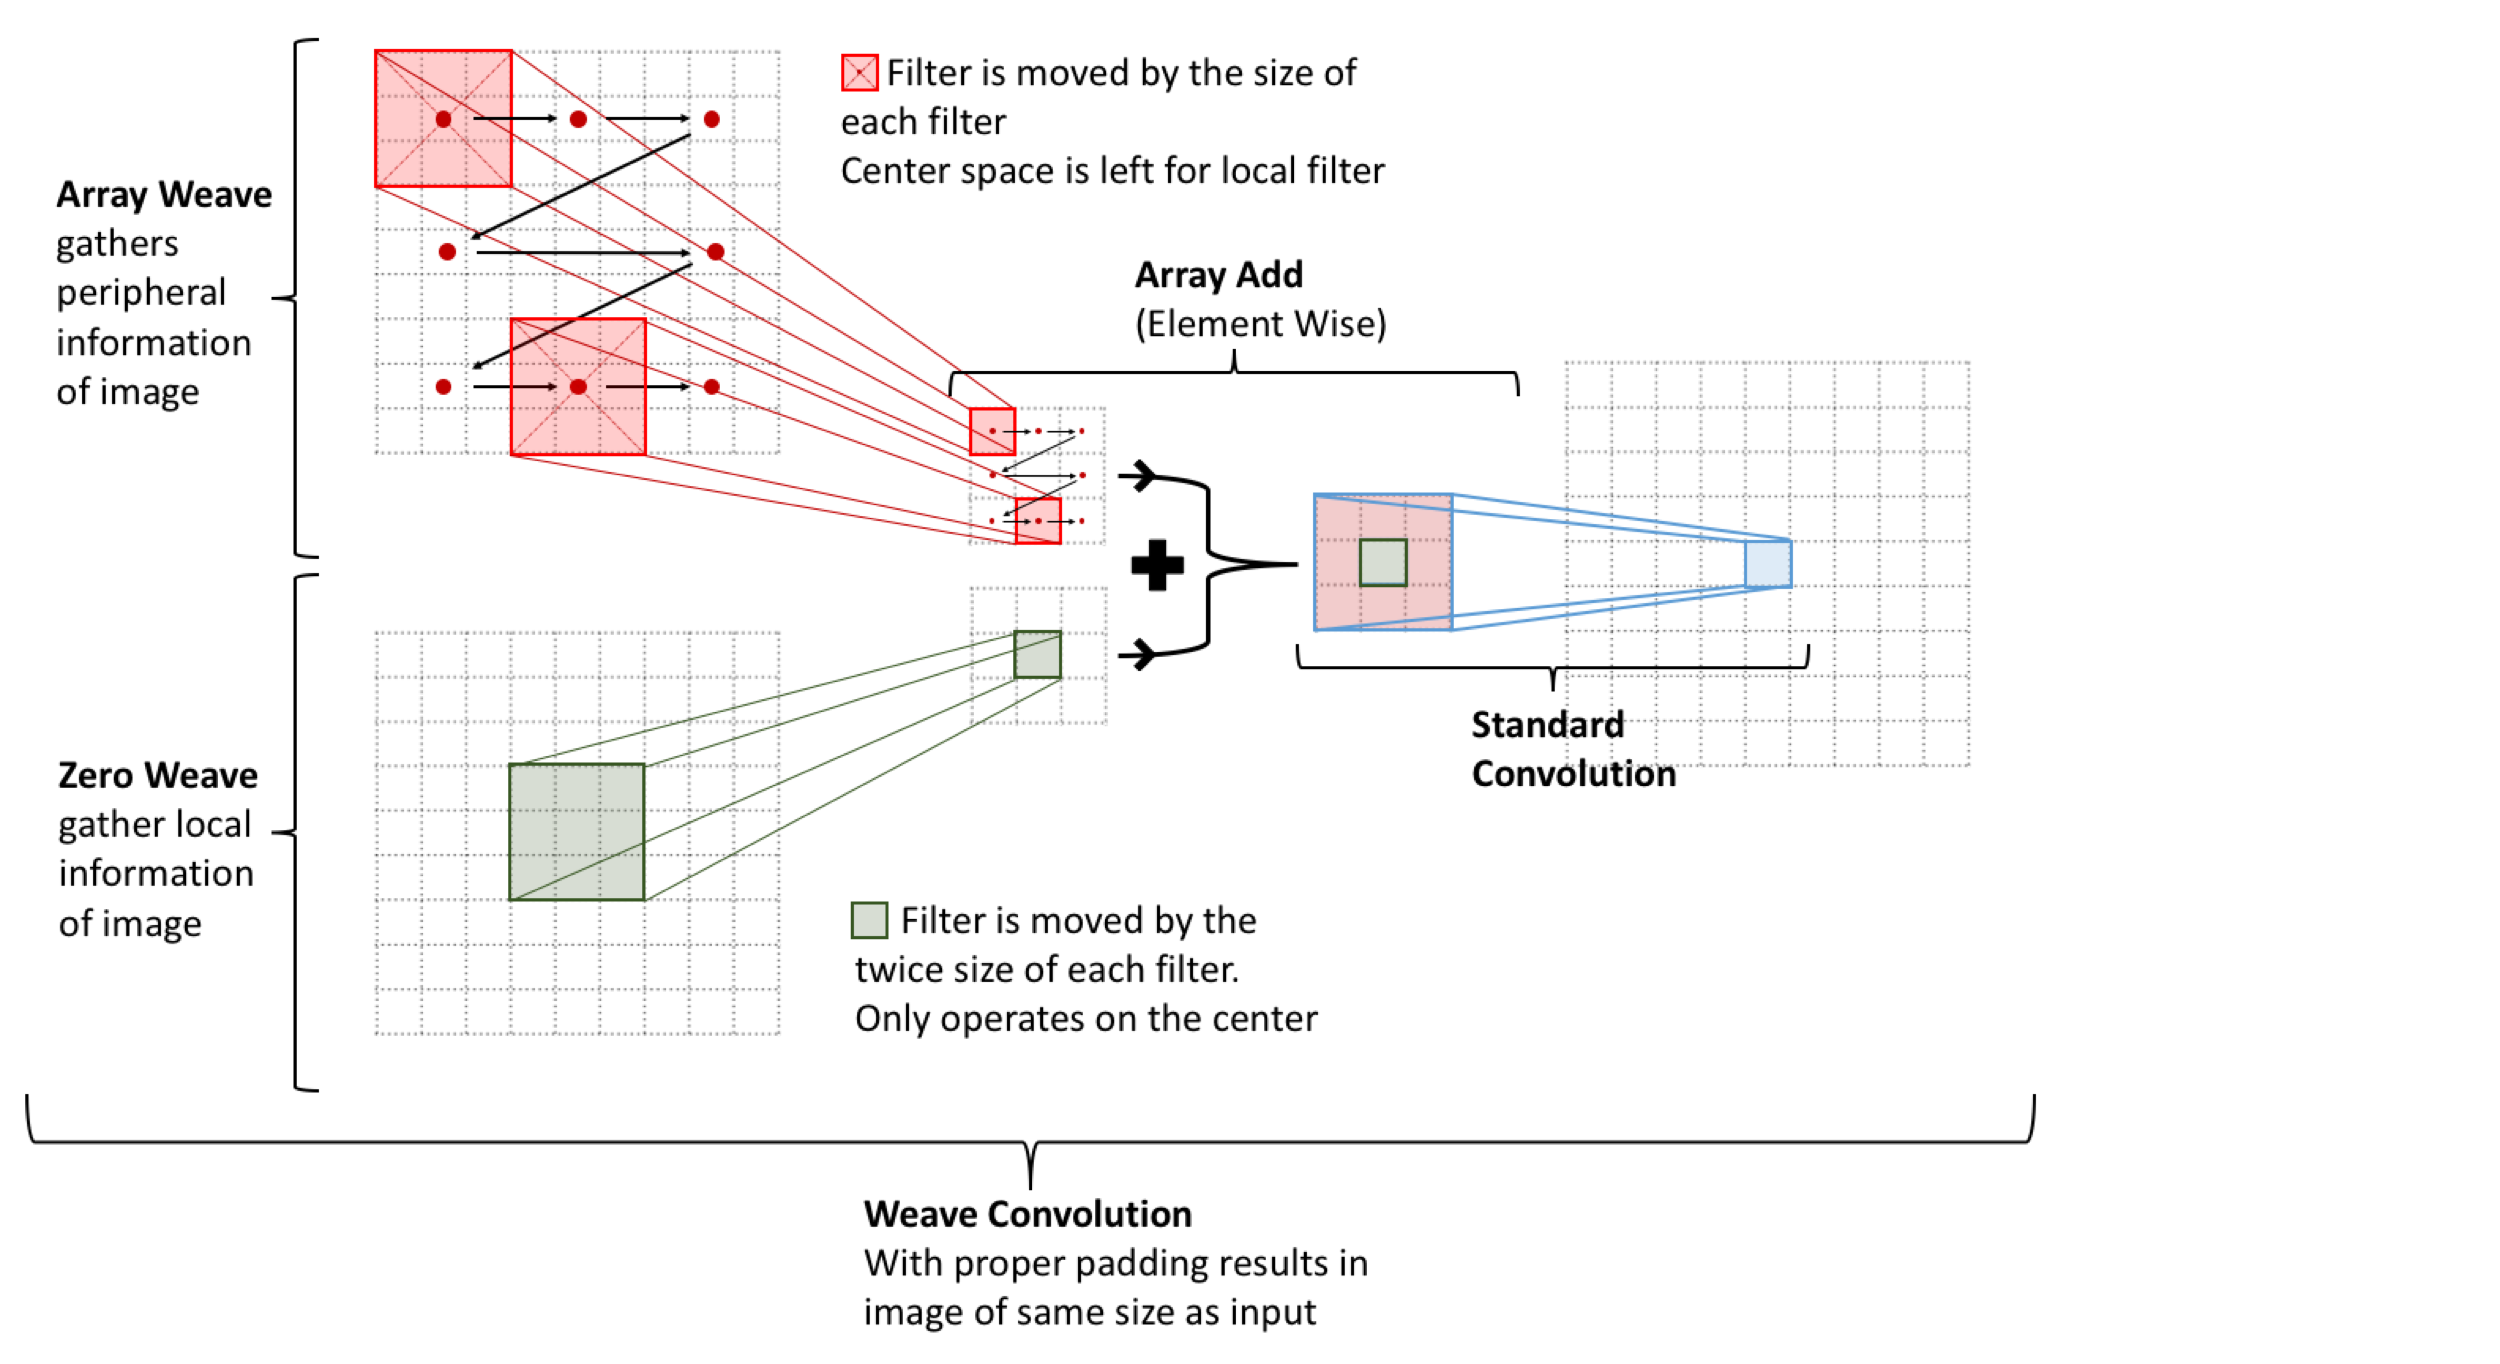 Array Weave
gathers
peripheral
information
of image
Filter is moved by the size of
each filter
Center space is left for local filter
Array Add
(Element Wise)
Standard
Convolution
Zero Weave
gather local
information
of image
Filter is moved by the
twice size of each filter.
Only operates on the center
Weave Convolution
With proper padding results in
image of same size as input